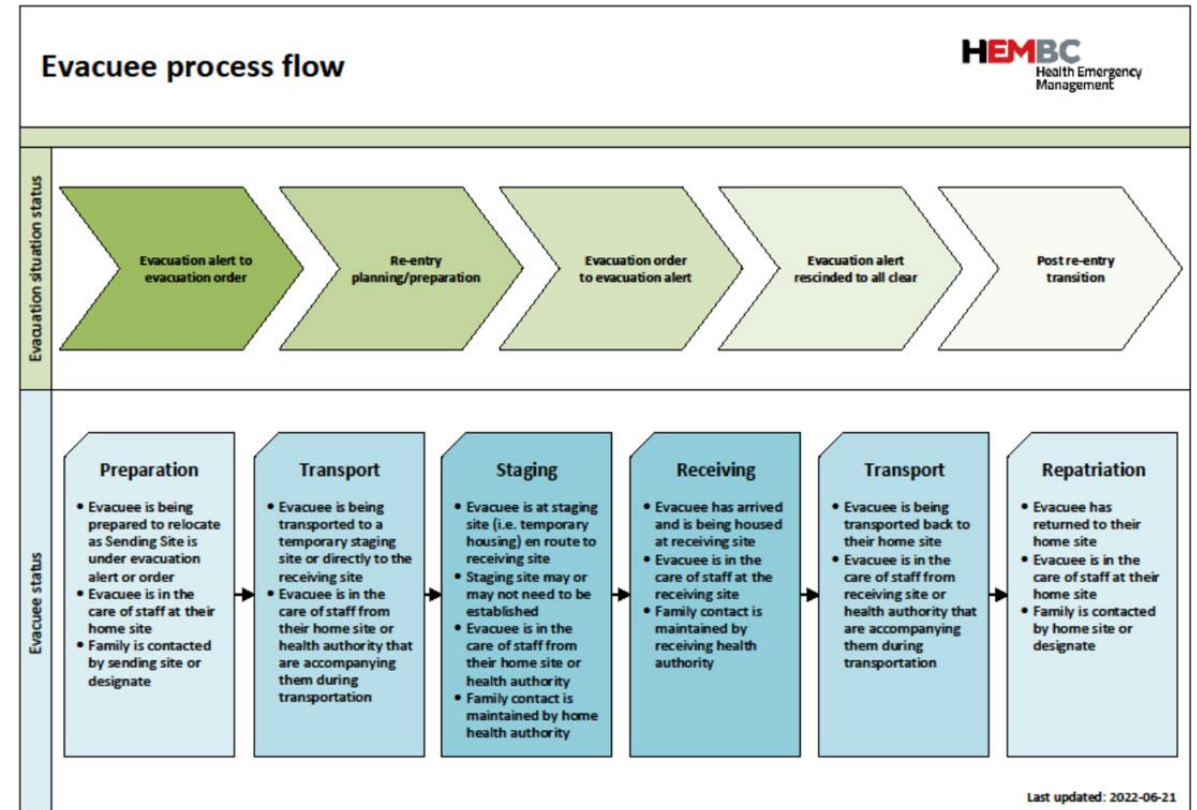 Evacuee process flow
HEMBC
Health Emergency
Management
Evacuation situation status
Evacuation alert to
evacuation order
Re-entry
planning/preparation
Evacuation order
to evacuation alert
Evacuation alert
rescinded to all clear
Post re-entry
transition
Evacuee status
Preparation
• Evacuee is being
prepared to relocate
as Sending Site is
under evacuation
alert or order
• Evacuee is in the
care of staff at their
home site
• Family is contacted
by sending site or
designate
Transport
• Evacuee is being
transported to a
temporary staging
site or directly to the
receiving site
• Evacuee is in the
care of staff from
their home site or
health authority that
are accompanying
them during
transportation
Staging
• Evacuee is at staging
site (i.e. temporary
housing) en route to
receiving site
• Staging site may or
may not need to be
established
• Evacuee is in the
care of staff from
their home site or
health authority
• Family contact is
maintained by home
health authority
Receiving
• Evacuee has arrived
and is being housed
at receiving site
• Evacuee is in the
care of staff at the
receiving site
• Family contact is
maintained by
receiving health
authority
Transport
• Evacuee is being
transported back to
their home site
• Evacuee is in the
care of staff from
receiving site or
health authority that
are accompanying
them during
transportation
Repatriation
• Evacuee has
returned to their
home site
• Evacuee is in the
care of staff at their
home site
• Family is contacted
by home site or
designate
Last updated: 2022-06-21